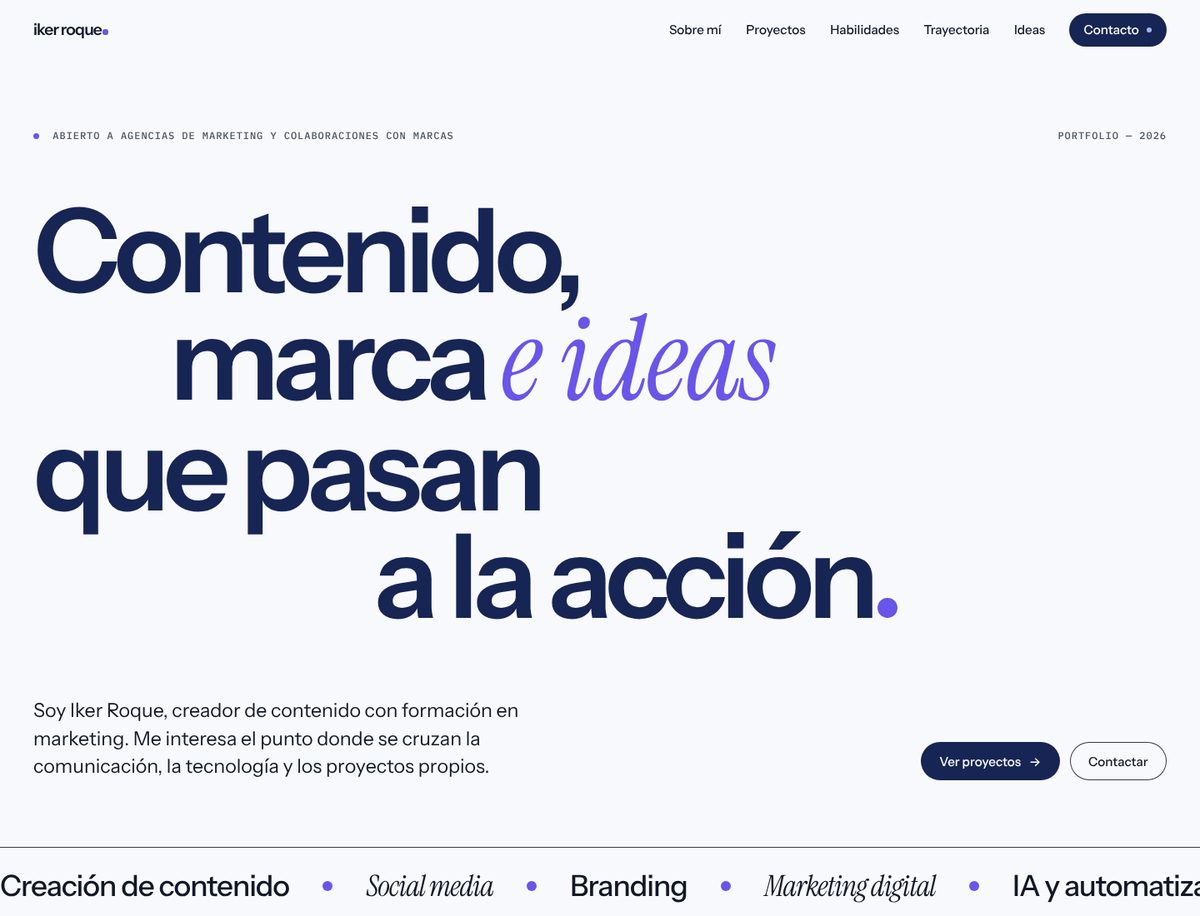 iker roque.
Sobre mí Proyectos Habilidades Trayectoria Ideas Contacto
ABIERTO A AGENCIAS DE MARKETING Y COLABORACIONES CON MARCAS
PORTFOLIO — 2026
Contenido,
marca e ideas
que pasan
a la acción.
Soy Iker Roque, creador de contenido con formación en
marketing. Me interesa el punto donde se cruzan la
comunicación, la tecnología y los proyectos propios.
Ver proyectos → Contactar
Creación de contenido • Social media • Branding • Marketing digital • IA y automatiza